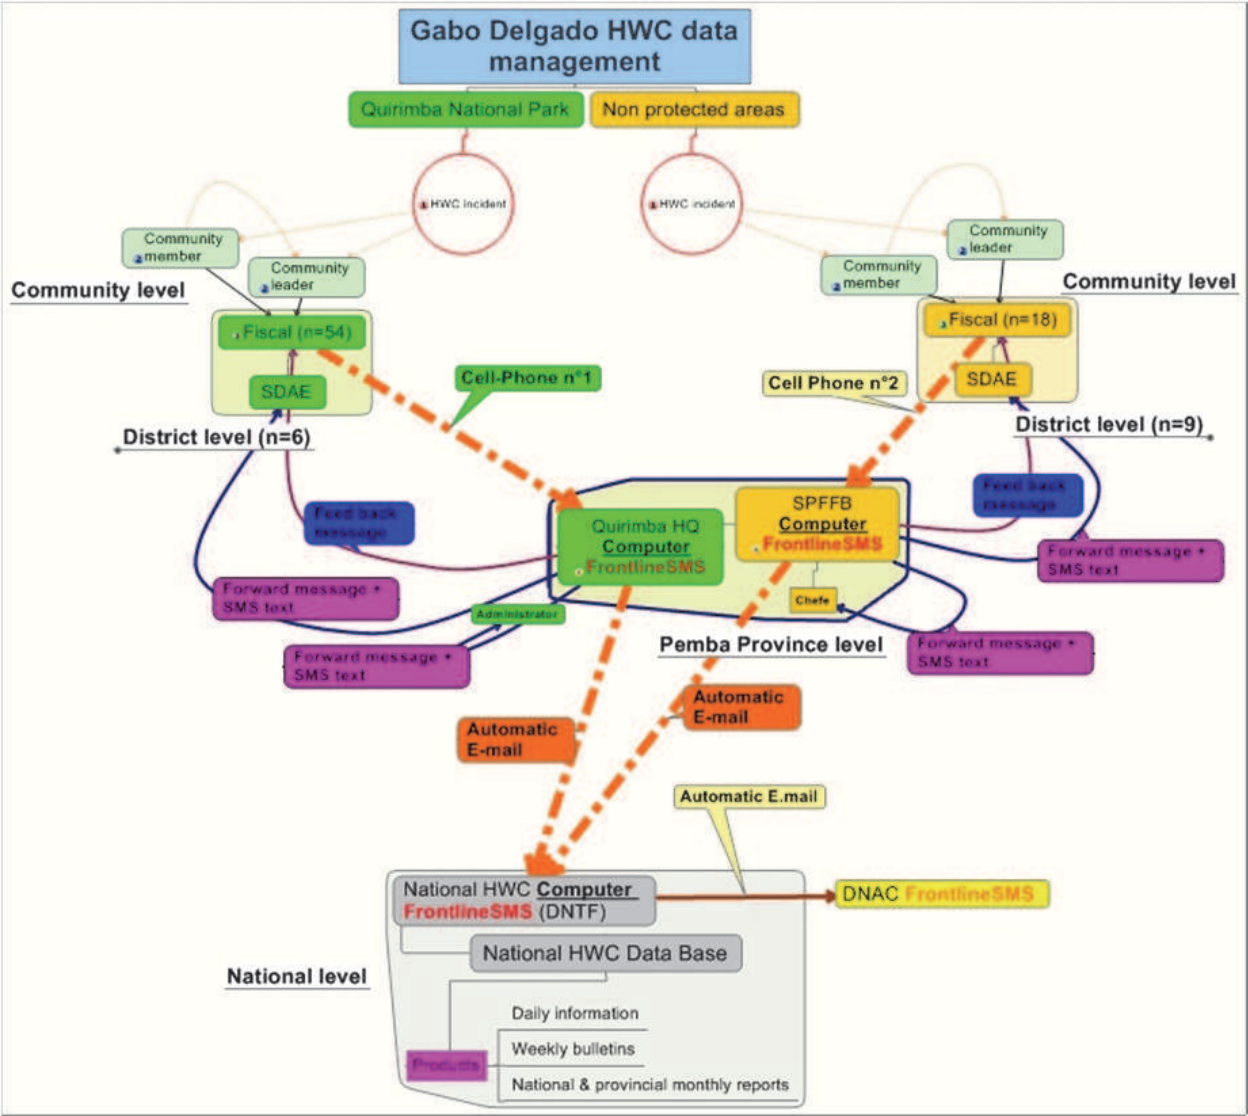 Gabo Delgado HWC data
management
Quirimba National Park
Non protected areas
HWC incident
HWC incident
Community
member
Community
leader
Community level
Community
leader
Community
member
Community level
Fiscal (n=54)
SDAE
District level (n=6)
Fiscal (n=18)
SDAE
District level (n=9)
Cell-Phone n°1
Cell Phone n°2
Feed back
message
Feed back
message
Quirimba HQ
Computer
FrontlineSMS
SPFFB
Computer
FrontlineSMS
Chefe
Administrator
Forward message +
SMS text
Forward message +
SMS text
Forward message +
SMS text
Forward message +
SMS text
Pemba Province level
Automatic
E-mail
Automatic
E-mail
Automatic E.mail
National HWC Computer
FrontlineSMS (DNTF)
DNAC FrontlineSMS
National HWC Data Base
National level
Daily information
Weekly bulletins
Products
National & provincial monthly reports